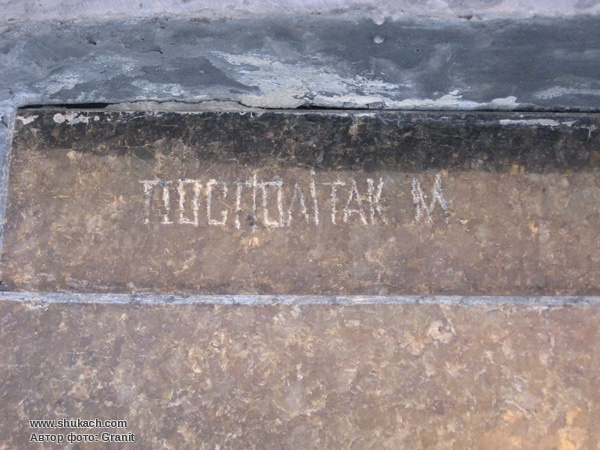 ПОСПОЛІТАК М
www.shukach.com
Автор фото: Granit